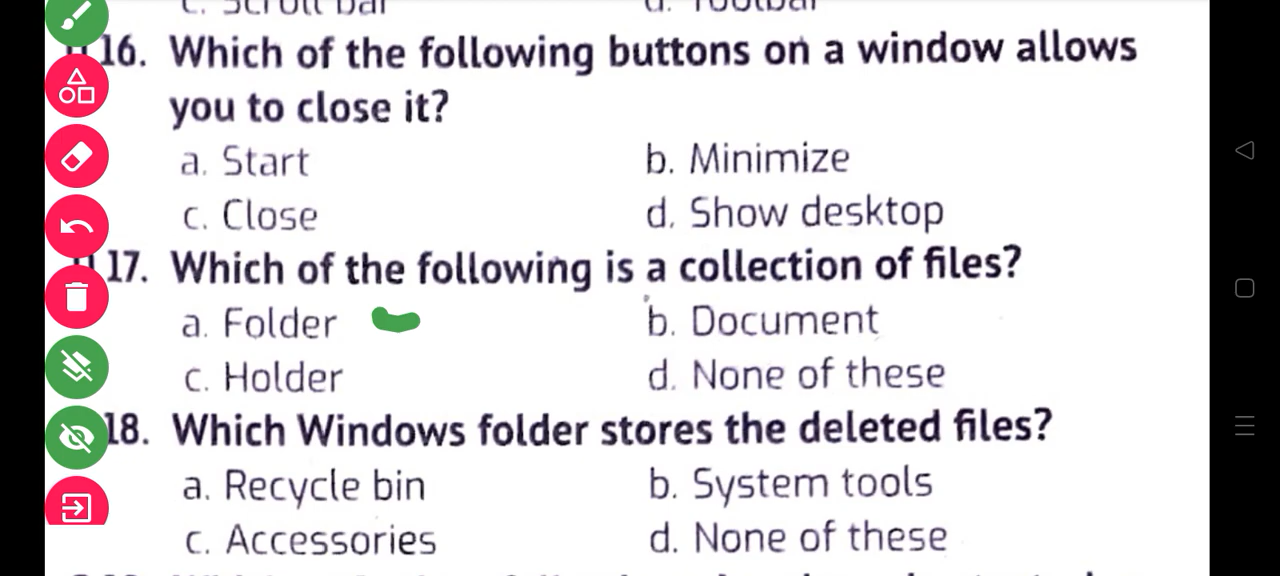 16. Which of the following buttons on a window allows
you to close it?
a. Start b. Minimize
c. Close d. Show desktop
17. Which of the following is a collection of files?
a. Folder b. Document
c. Holder d. None of these
18. Which Windows folder stores the deleted files?
a. Recycle bin b. System tools
c. Accessories d. None of these